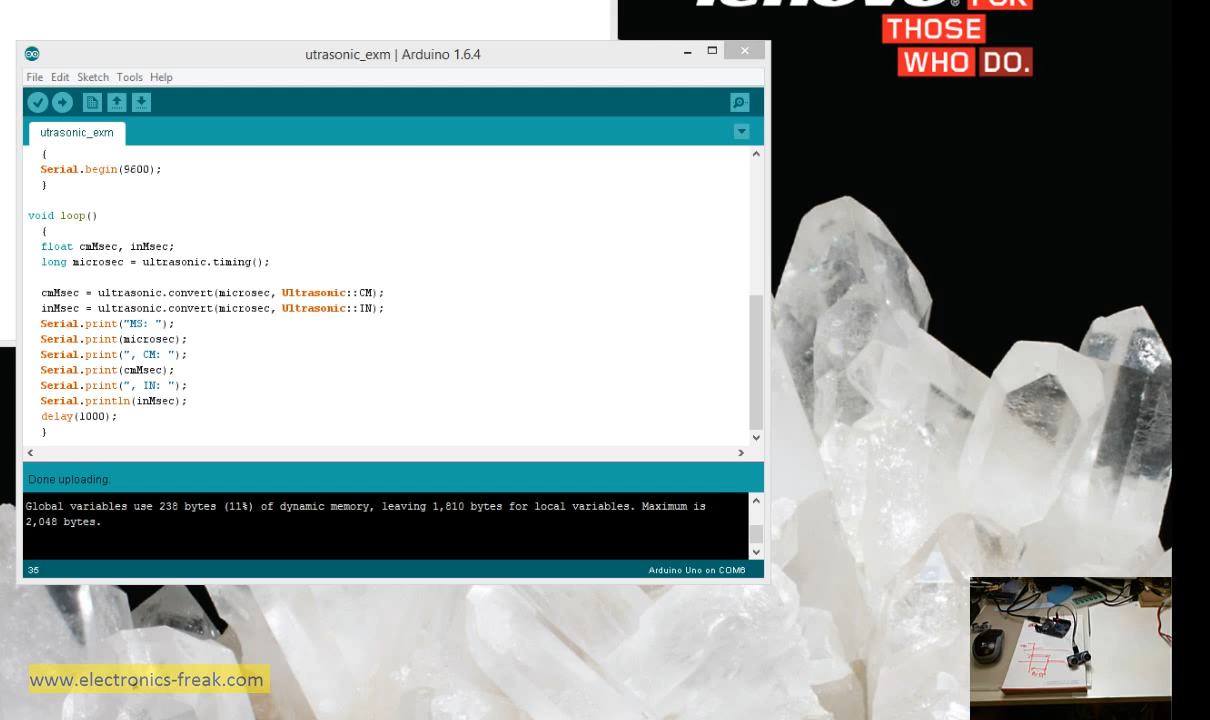 lenovo® FOR
THOSE
WHO DO.
utrasonic_exm | Arduino 1.6.4
File Edit Sketch Tools Help
utrasonic_exm
{
Serial.begin(9600);
}
void loop()
{
float cmMsec, inMsec;
long microsec = ultrasonic.timing();
cmMsec = ultrasonic.convert(microsec, Ultrasonic::CM);
inMsec = ultrasonic.convert(microsec, Ultrasonic::IN);
Serial.print("MS: ");
Serial.print(microsec);
Serial.print(", CM: ");
Serial.print(cmMsec);
Serial.print(", IN: ");
Serial.println(inMsec);
delay(1000);
}
Done uploading.
Global variables use 238 bytes (11%) of dynamic memory, leaving 1,810 bytes for local variables. Maximum is
2,048 bytes.
35
Arduino Uno on COM6
www.electronics-freak.com